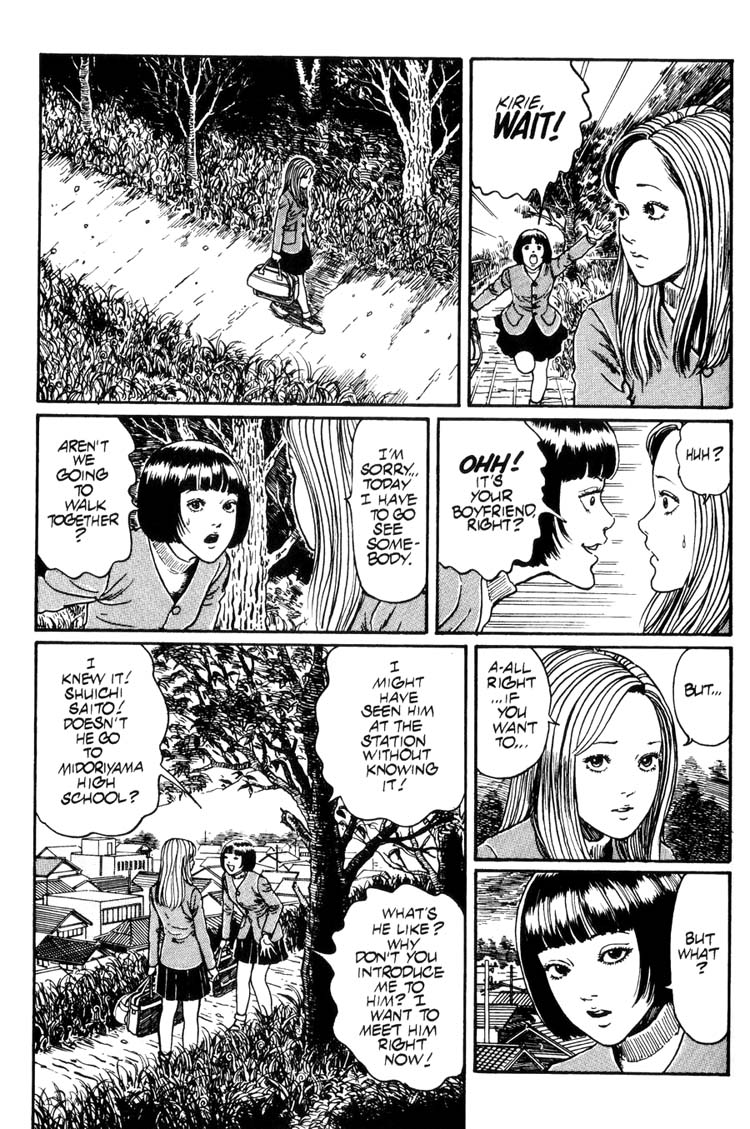 KIRIE,
WAIT!
AREN'T
WE
GOING
TO
WALK
TOGETHER
?
I'M
SORRY...
TODAY
I HAVE
TO GO
SEE
SOME-
BODY.
OHH!
IT'S
YOUR
BOYFRIEND,
RIGHT?
HUH?
I
KNEW IT!
SHUICHI
SAITO!
DOESN'T
HE GO
TO
MIDORIYAMA
HIGH
SCHOOL?
I
MIGHT
HAVE
SEEN HIM
AT THE
STATION
WITHOUT
KNOWING
IT!
WHAT'S
HE LIKE?
WHY
DON'T YOU
INTRODUCE
ME TO
HIM? I
WANT TO
MEET HIM
RIGHT
NOW!
A-ALL
RIGHT
...IF
YOU
WANT
TO...
BUT...
BUT
WHAT
?